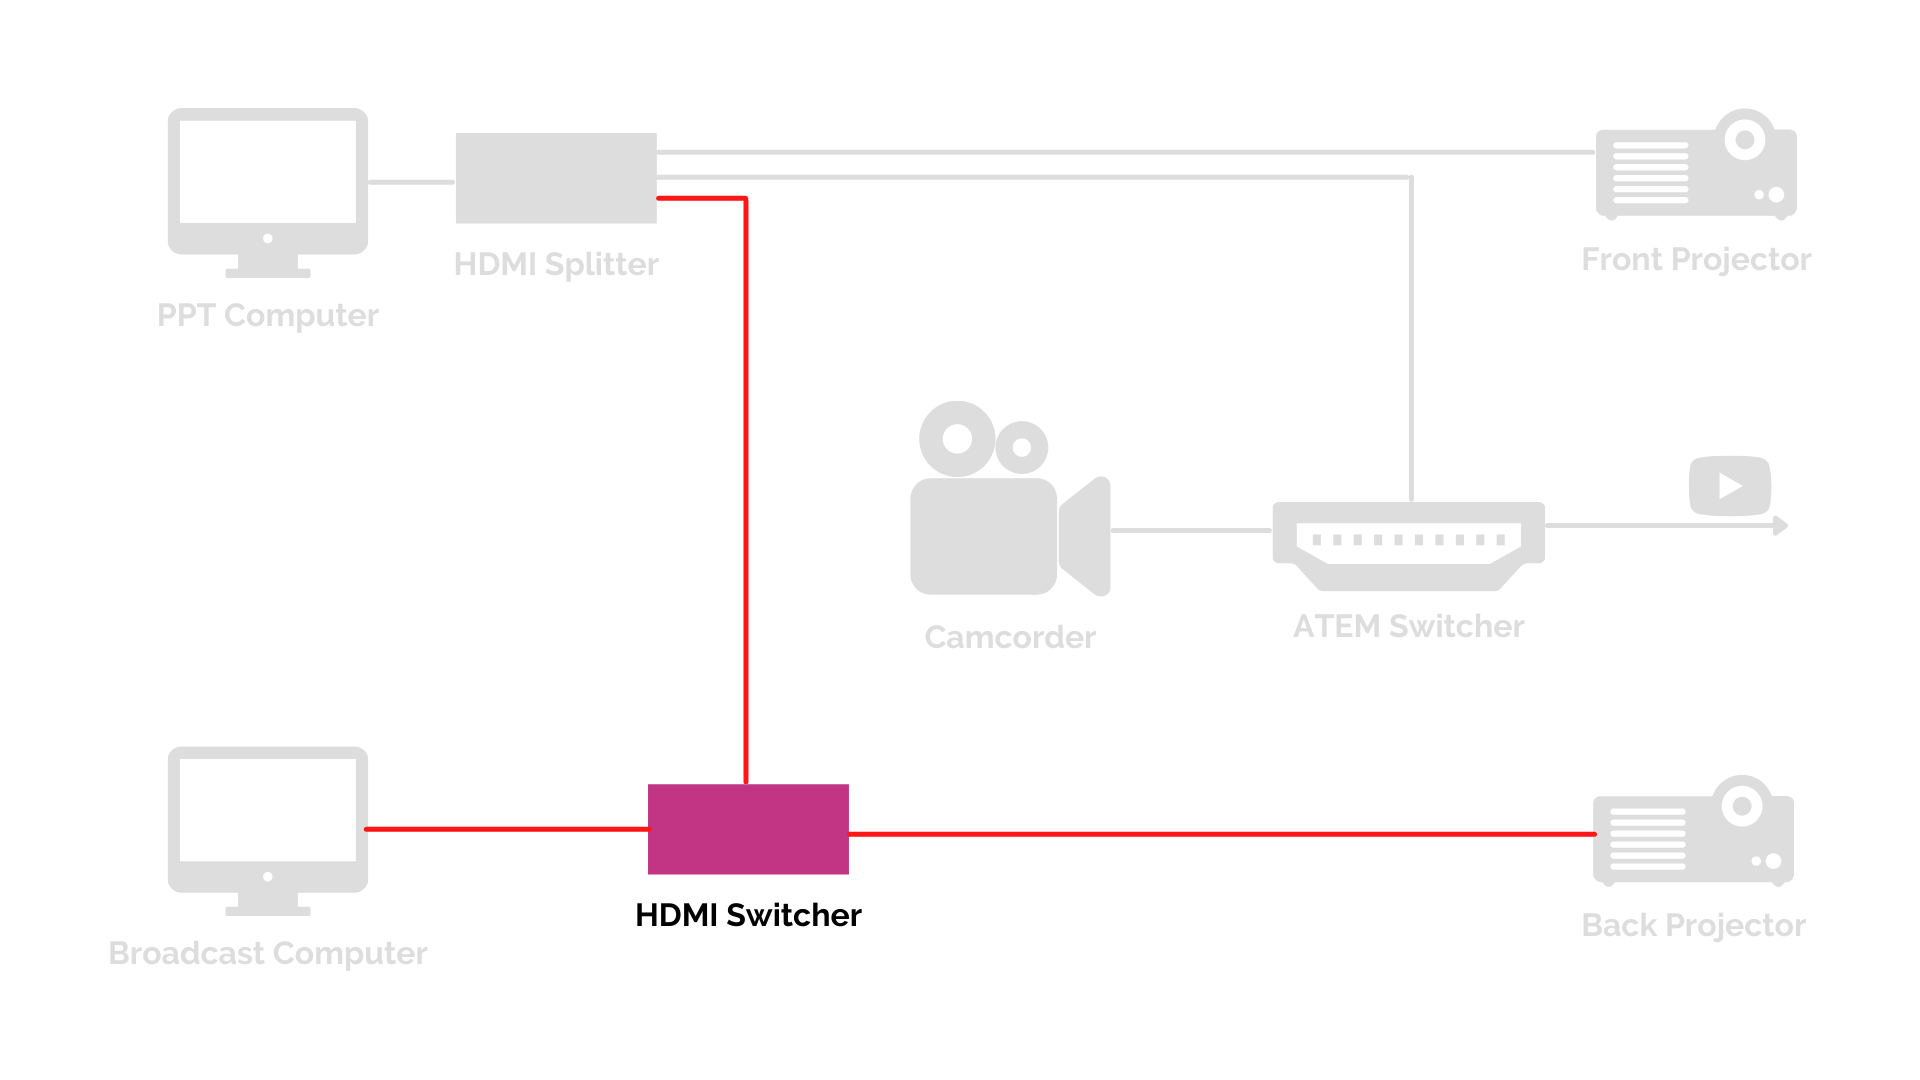 HDMI Splitter
Front Projector
PPT Computer
Camcorder
ATEM Switcher
HDMI Switcher
Back Projector
Broadcast Computer